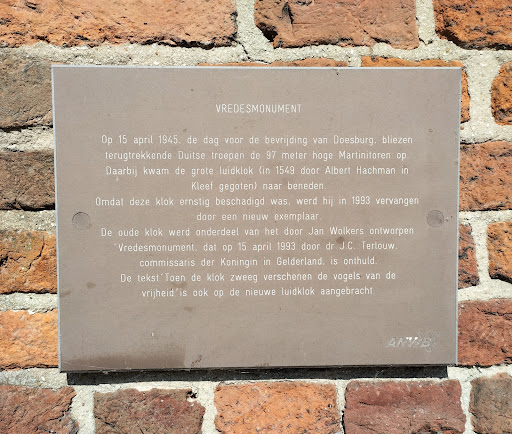 VREDESMONUMENT
Op 15 april 1945, de dag voor de bevrijding van Doesburg, bliezen
terugtrekkende Duitse troepen de 97 meter hoge Martinitoren op.
Daarbij kwam de grote luidklok (in 1549 door Albert Hachman in
Kleef gegoten) naar beneden.
Omdat deze klok ernstig beschadigd was, werd hij in 1993 vervangen
door een nieuw exemplaar.
De oude klok werd onderdeel van het door Jan Wolkers ontworpen
"Vredesmonument, dat op 15 april 1993 door dr J.C. Terlouw,
commissaris der Koningin in Gelderland, is onthuld.
De tekst"Toen de klok zweeg verschenen de vogels van de
vrijheid"is ook op de nieuwe luidklok aangebracht.
ANWB